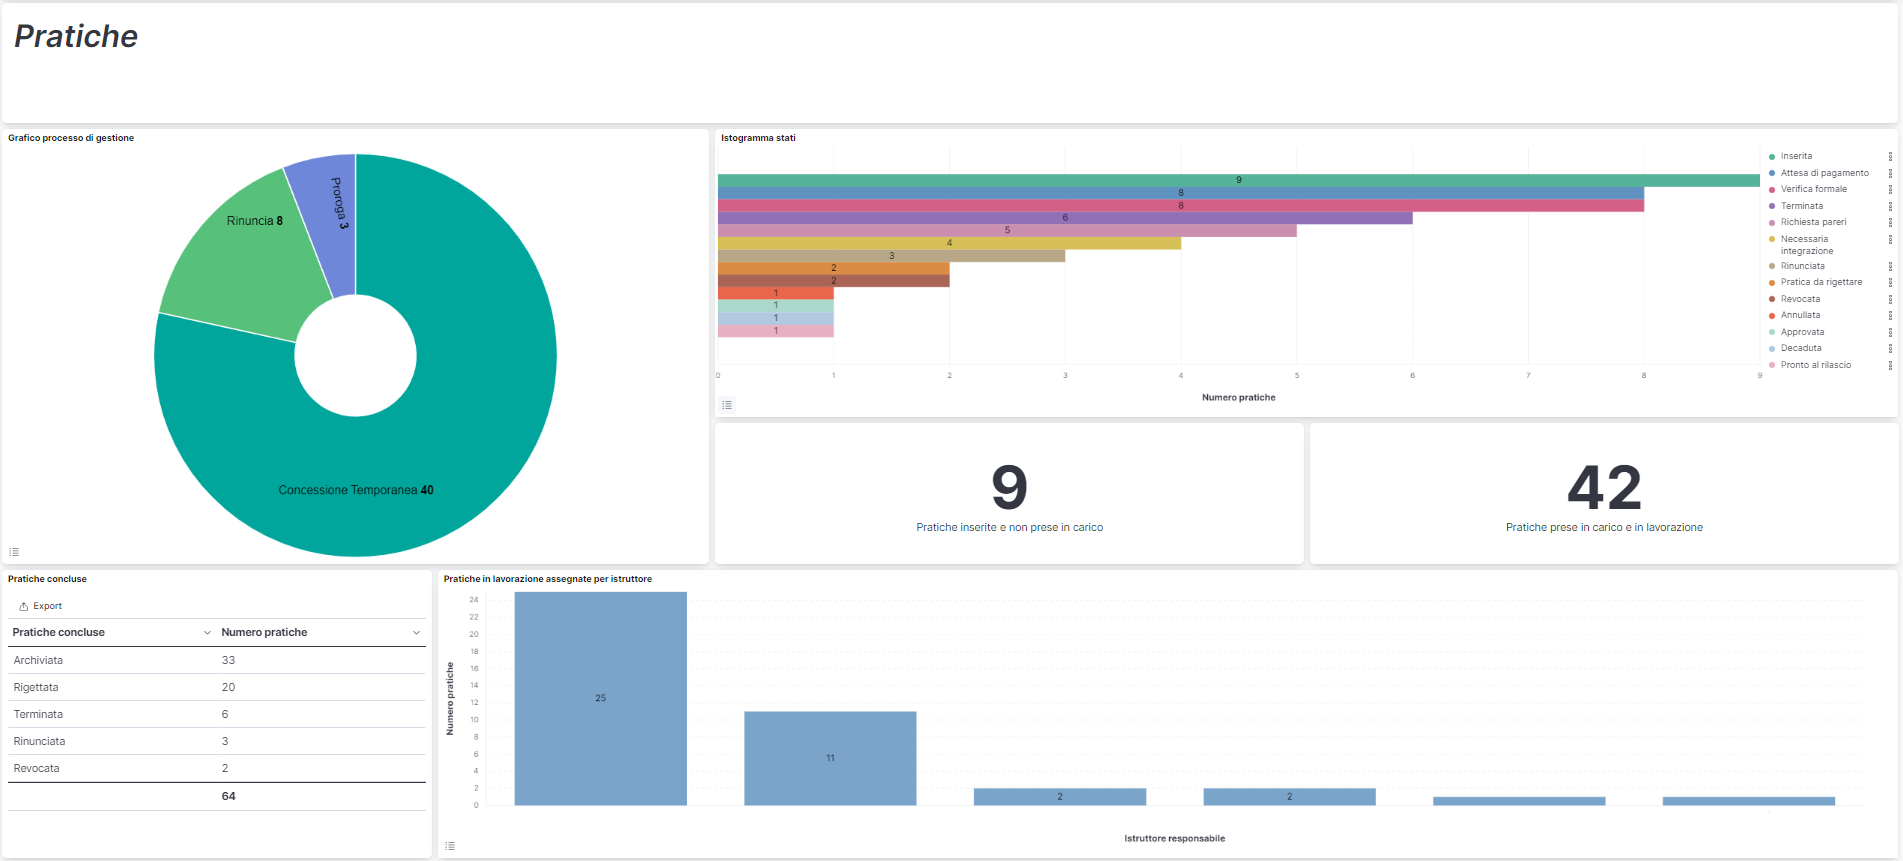 Pratiche
Grafico processo di gestione
Proroga 3
Rinuncia 8
Concessione Temporanea 40
Istogramma stati
9
8
8
6
5
4
3
2
2
1
1
1
1
0 1 2 3 4 5 6 7 8 9
Numero pratiche
Inserita
Attesa di pagamento
Verifica formale
Terminata
Richiesta pareri
Necessaria
integrazione
Rinunciata
Pratica da rigettare
Revocata
Annullata
Approvata
Decaduta
Pronto al rilascio
9
Pratiche inserite e non prese in carico
42
Pratiche prese in carico e in lavorazione
Pratiche concluse
Export
Pratiche concluse Numero pratiche
Archiviata 33
Rigettata 20
Terminata 6
Rinunciata 3
Revocata 2
64
Pratiche in lavorazione assegnate per istruttore
Numero pratiche
24
22
20
18
16
14
12
10
8
6
4
2
0
25
11
2
2
Istruttore responsabile